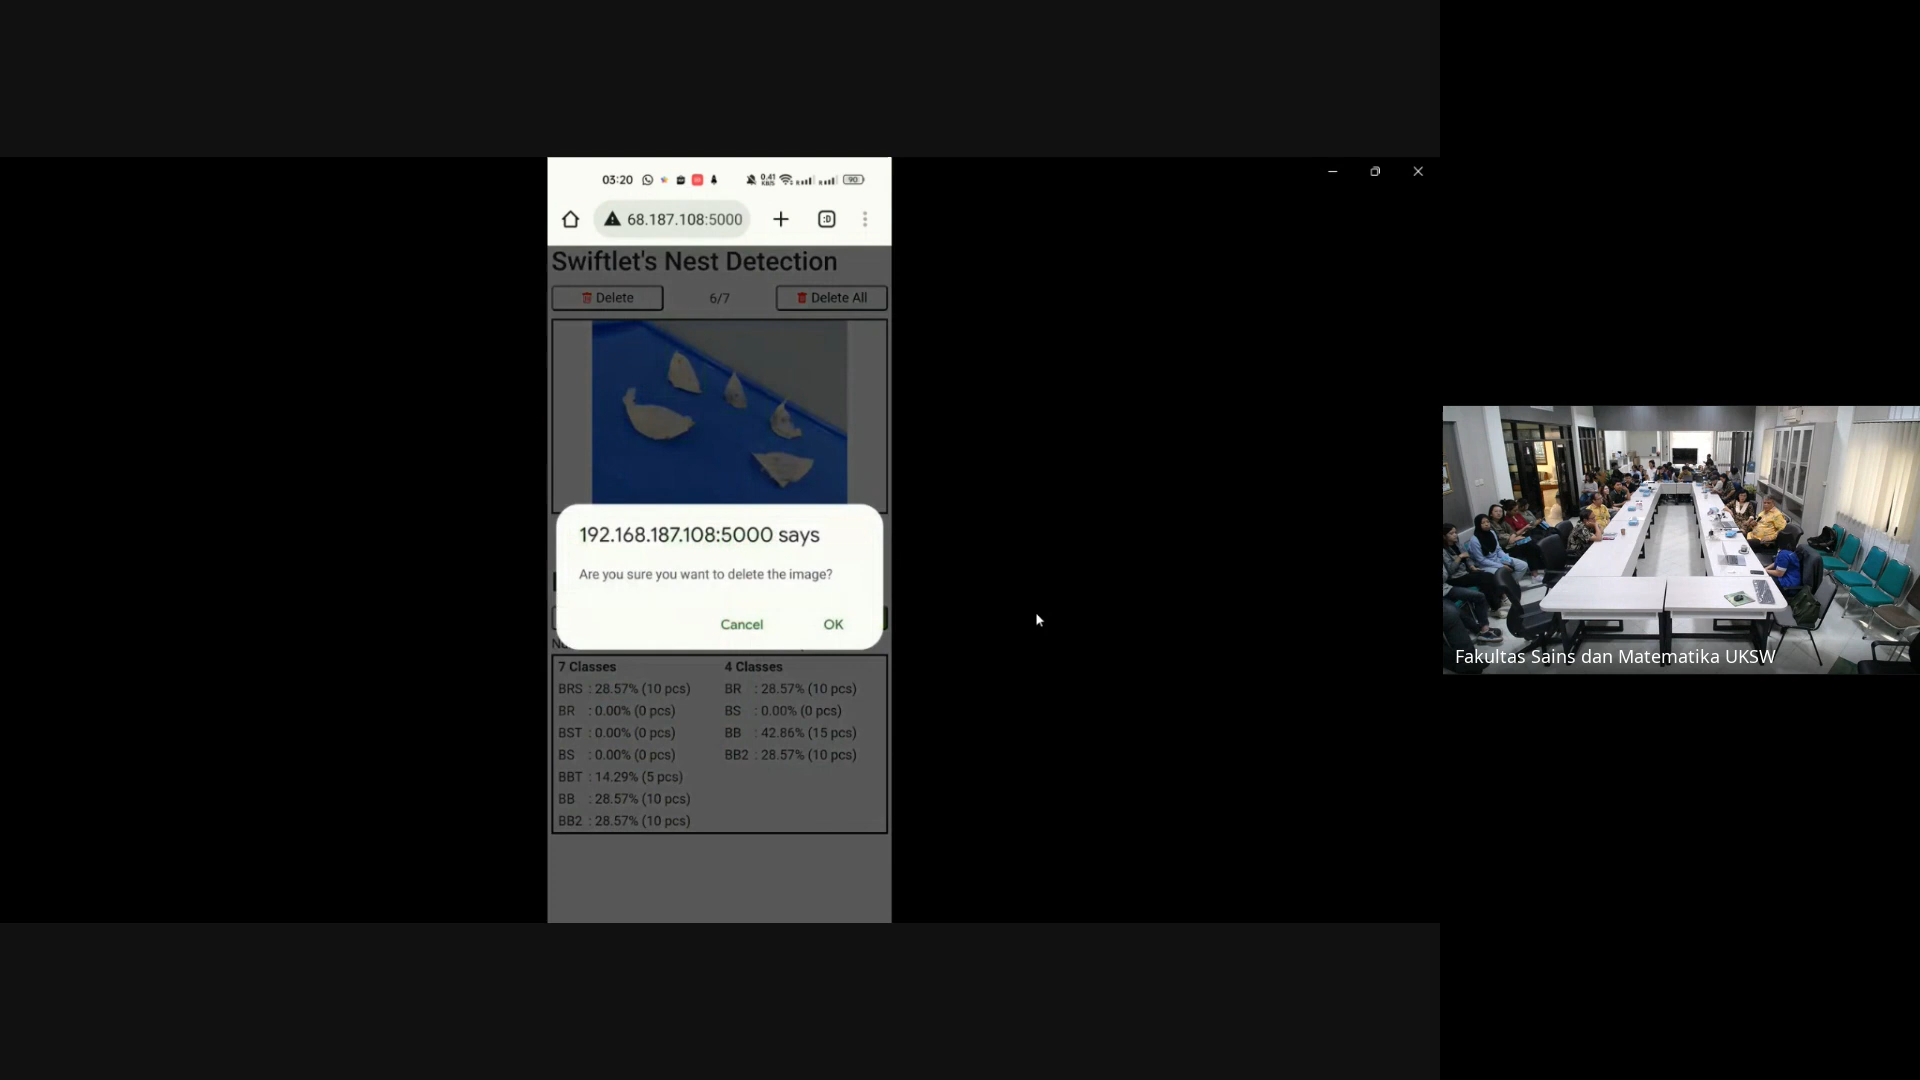 03:20
0.41
KB/S
90
68.187.108:5000
:D
Swiftlet's Nest Detection
Delete
6/7
Delete All
192.168.187.108:5000 says
Are you sure you want to delete the image?
Cancel
OK
7 Classes
4 Classes
BRS : 28.57% (10 pcs)
BR : 28.57% (10 pcs)
BR : 0.00% (0 pcs)
BS : 0.00% (0 pcs)
BST : 0.00% (0 pcs)
BB : 42.86% (15 pcs)
BS : 0.00% (0 pcs)
BB2 : 28.57% (10 pcs)
BBT : 14.29% (5 pcs)
BB : 28.57% (10 pcs)
BB2 : 28.57% (10 pcs)
Fakultas Sains dan Matematika UKSW